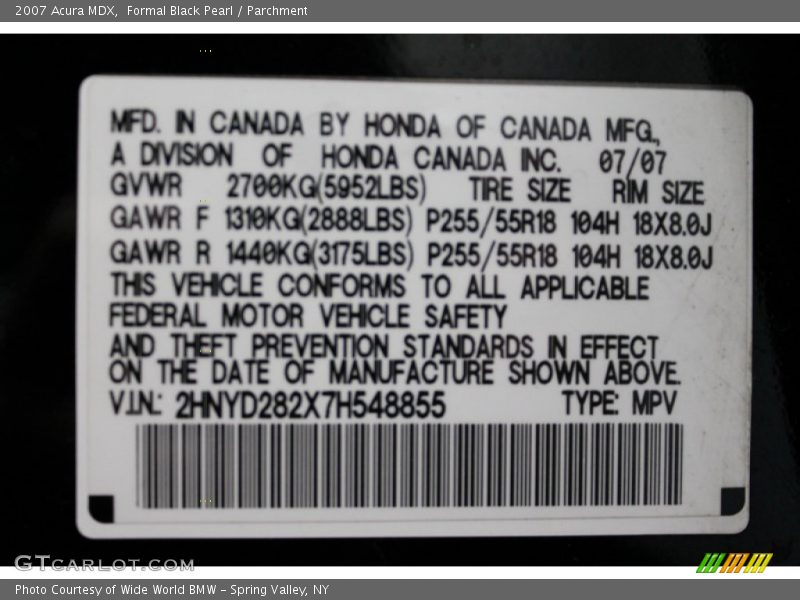 2007 Acura MDX,  Formal Black Pearl / Parchment
MFD. IN CANADA BY HONDA OF CANADA MFG.,
A DIVISION OF HONDA CANADA INC. 07/07
GVWR 2700KG(5952LBS) TIRE SIZE RIM SIZE
GAWR F 1310KG(2888LBS) P255/55R18 104H 18X8.0J
GAWR R 1440KG(3175LBS) P255/55R18 104H 18X8.0J
THIS VEHICLE CONFORMS TO ALL APPLICABLE
FEDERAL MOTOR VEHICLE SAFETY
AND THEFT PREVENTION STANDARDS IN EFFECT
ON THE DATE OF MANUFACTURE SHOWN ABOVE.
V.I.N.: 2HNYD282X7H548855 TYPE: MPV
GTCARLOT.COM
Photo Courtesy of Wide World BMW - Spring Valley, NY